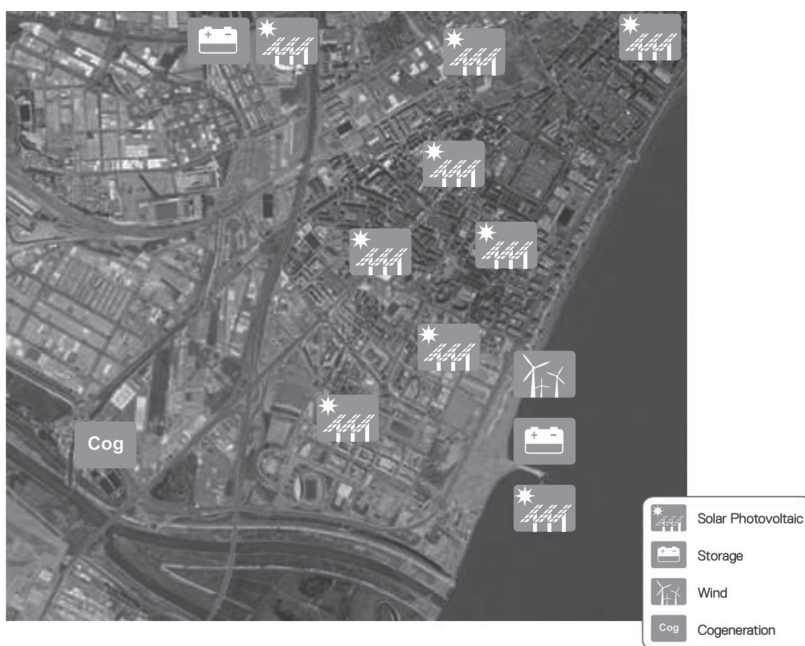 Cog
Solar Photovoltaic
Storage
Wind
Cog Cogeneration